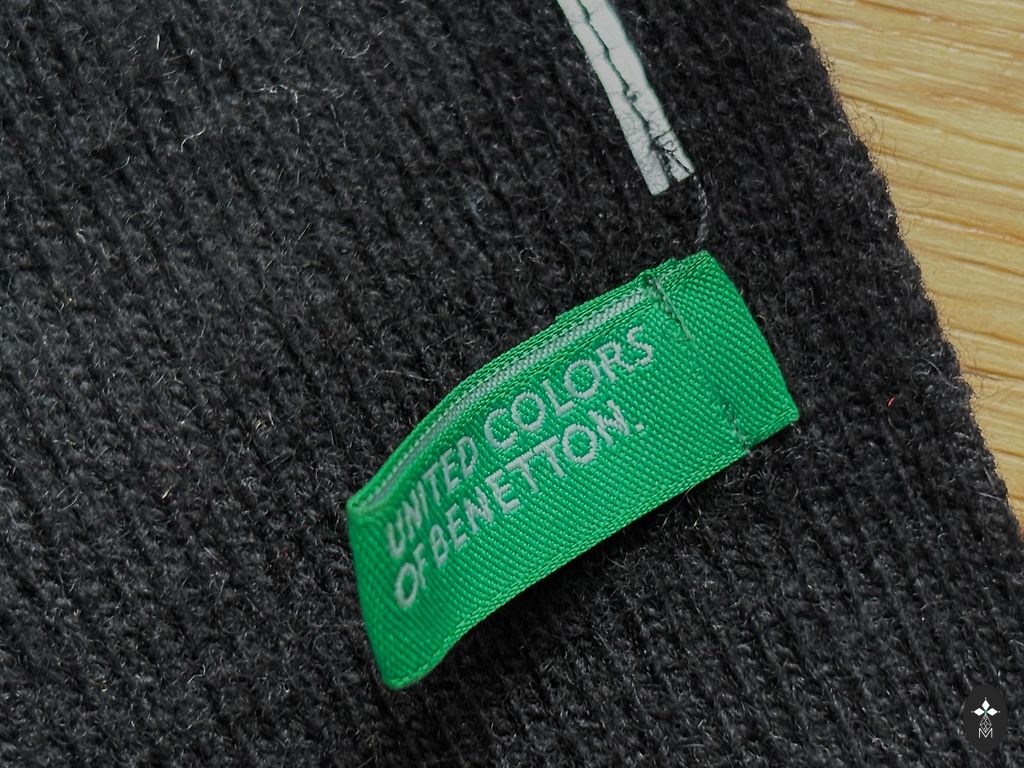 UNITED COLORS
OF BENETTON.
M